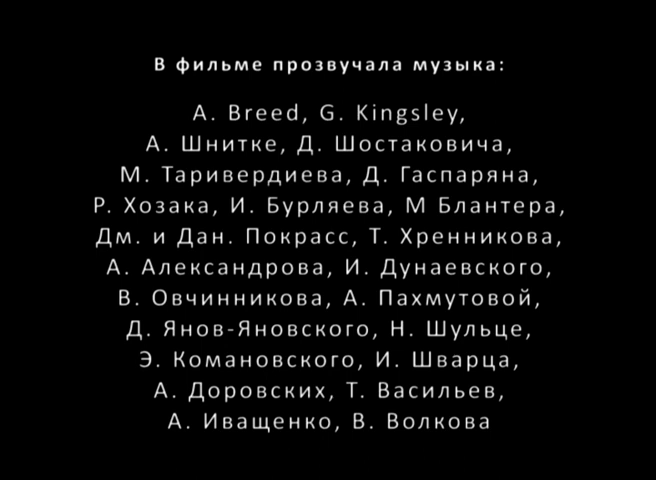 В фильме прозвучала музыка:
A. Breed, G. Kingsley,
А. Шнитке, Д. Шостаковича,
М. Таривердиева, Д. Гаспаряна,
Р. Хозака, И. Бурляева, М Блантера,
Дм. и Дан. Покрасс, Т. Хренникова,
А. Александрова, И. Дунаевского,
В. Овчинникова, А. Пахмутовой,
Д. Янов-Яновского, Н. Шульце,
Э. Комановского, И. Шварца,
А. Доровских, Т. Васильев,
А. Иващенко, В. Волкова